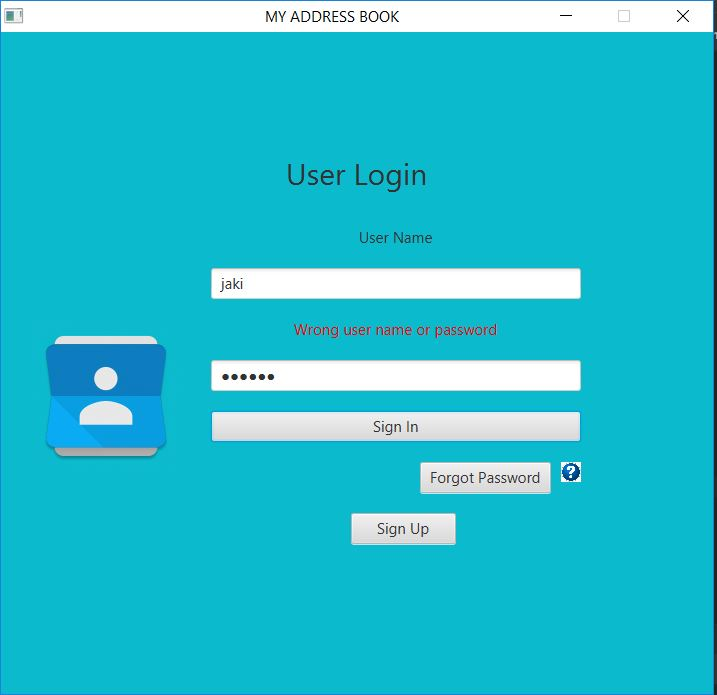 MY ADDRESS BOOK
User Login
User Name
jaki
Wrong user name or password
●●●●●●
Sign In
Forgot Password
?
Sign Up